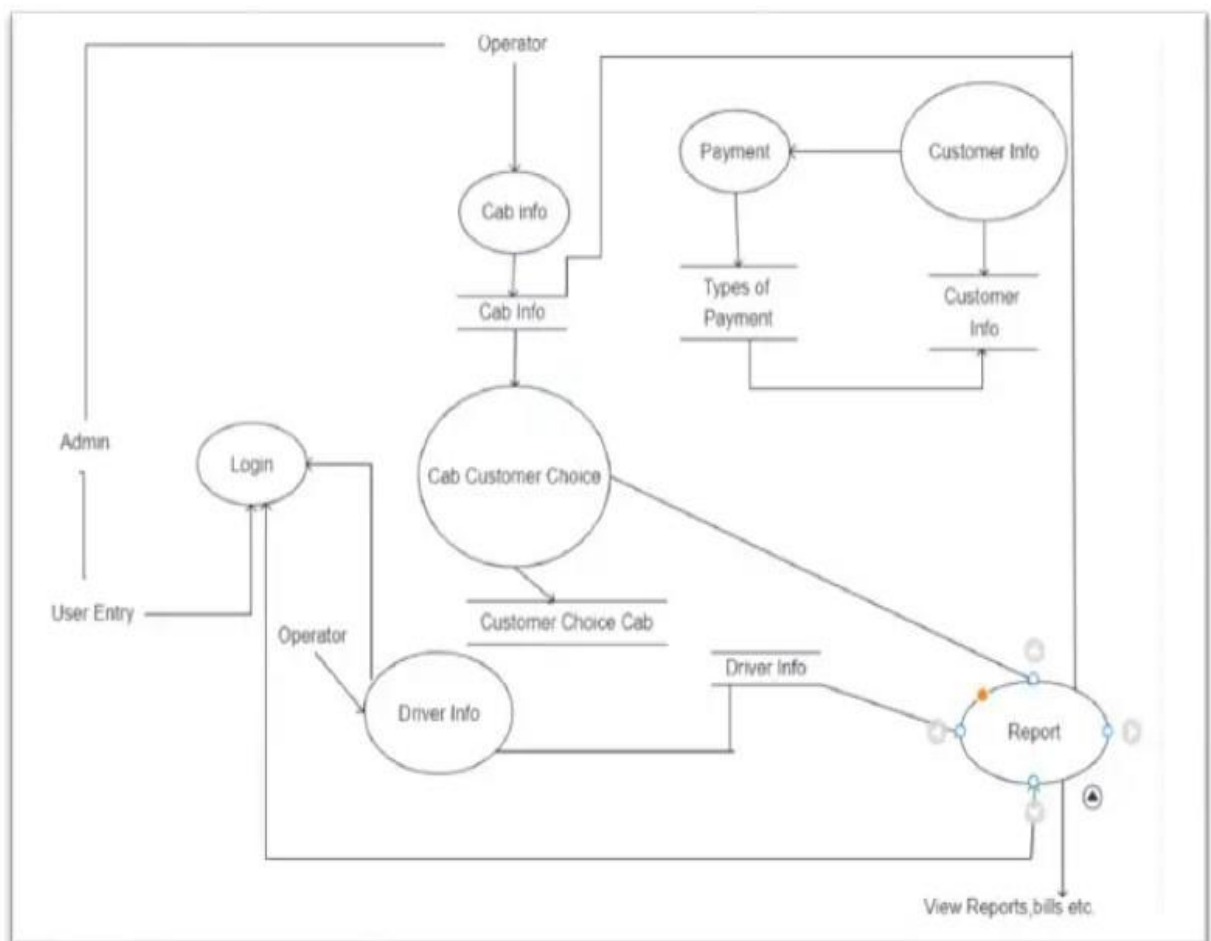 Operator
Payment
Customer Info
Cab info
Types of
Payment
Customer
Info
Cab Info
Admin
Login
Cab Customer Choice
User Entry
Operator
Customer Choice Cab
Driver Info
Driver Info
Report
View Reports,bills etc.